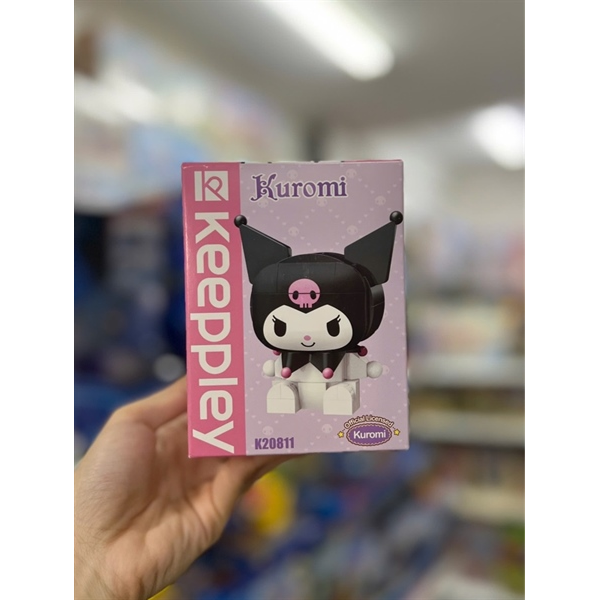 Keeppley
Kuromi
K20811
Official Licensed
Kuromi